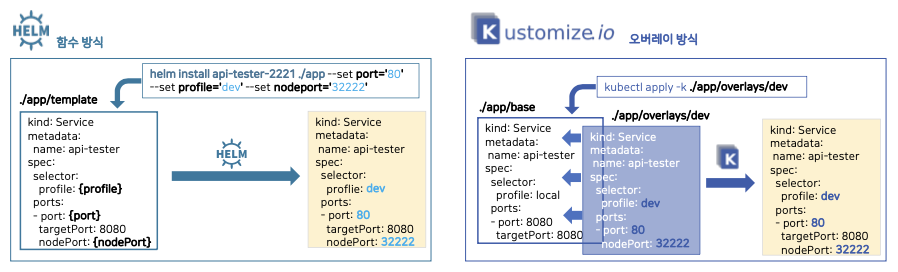 HELM 함수 방식
helm install api-tester-2221 ./app --set port='80'
--set profile='dev' --set nodeport='32222'
./app/template
kind: Service
metadata:
name: api-tester
spec:
selector:
profile: {profile}
ports:
- port: {port}
targetPort: 8080
nodePort: {nodePort}
HELM
kind: Service
metadata:
name: api-tester
spec:
selector:
profile: dev
ports:
- port: 80
targetPort: 8080
nodePort: 32222
Kustomize.io 오버레이 방식
kubectl apply -k ./app/overlays/dev
./app/base
kind: Service
metadata:
name: api-tester
spec:
selector:
profile: local
ports:
- port: 8080
targetPort: 8080
./app/overlays/dev
kind: Service
metadata:
name: api-tester
spec:
selector:
profile: dev
ports:
- port: 80
nodePort: 32222
K
kind: Service
metadata:
name: api-tester
spec:
selector:
profile: dev
ports:
- port: 80
targetPort: 8080
nodePort: 32222